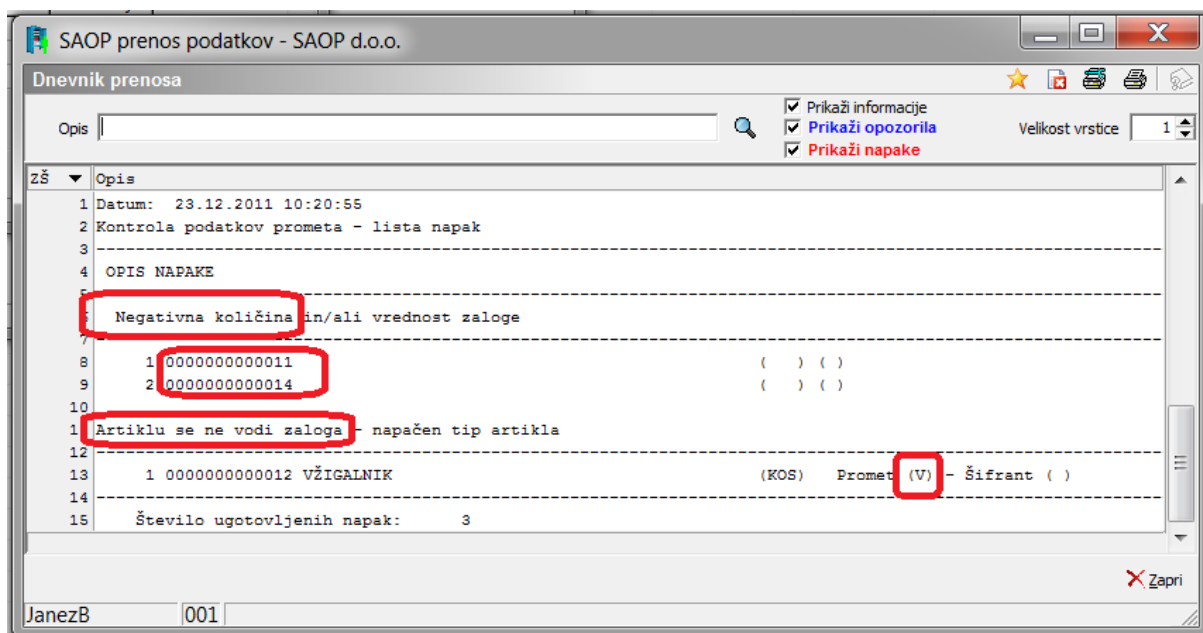 SAOP prenos podatkov - SAOP d.o.o.
Dnevnik prenosa
Opis
Prikaži informacije
Prikaži opozorila
Prikaži napake
Velikost vrstice 1
ZŠ Opis
1 Datum: 23.12.2011 10:20:55
2 Kontrola podatkov prometa - lista napak
3 ------------------------------------------------
4 OPIS NAPAKE
5 ------------------------------------------------
Negativna količina in/ali vrednost zaloge
7 ------------------------------------------------
8 1 0000000000011 ( ) ( )
9 2 0000000000014 ( ) ( )
10
1 Artiklu se ne vodi zaloga - napačen tip artikla
12 ------------------------------------------------
13 1 0000000000012 VŽIGALNIK (KOS) Promet (V) - Šifrant ( )
14 ------------------------------------------------
15 Število ugotovljenih napak: 3
Zapri
JanezB 001